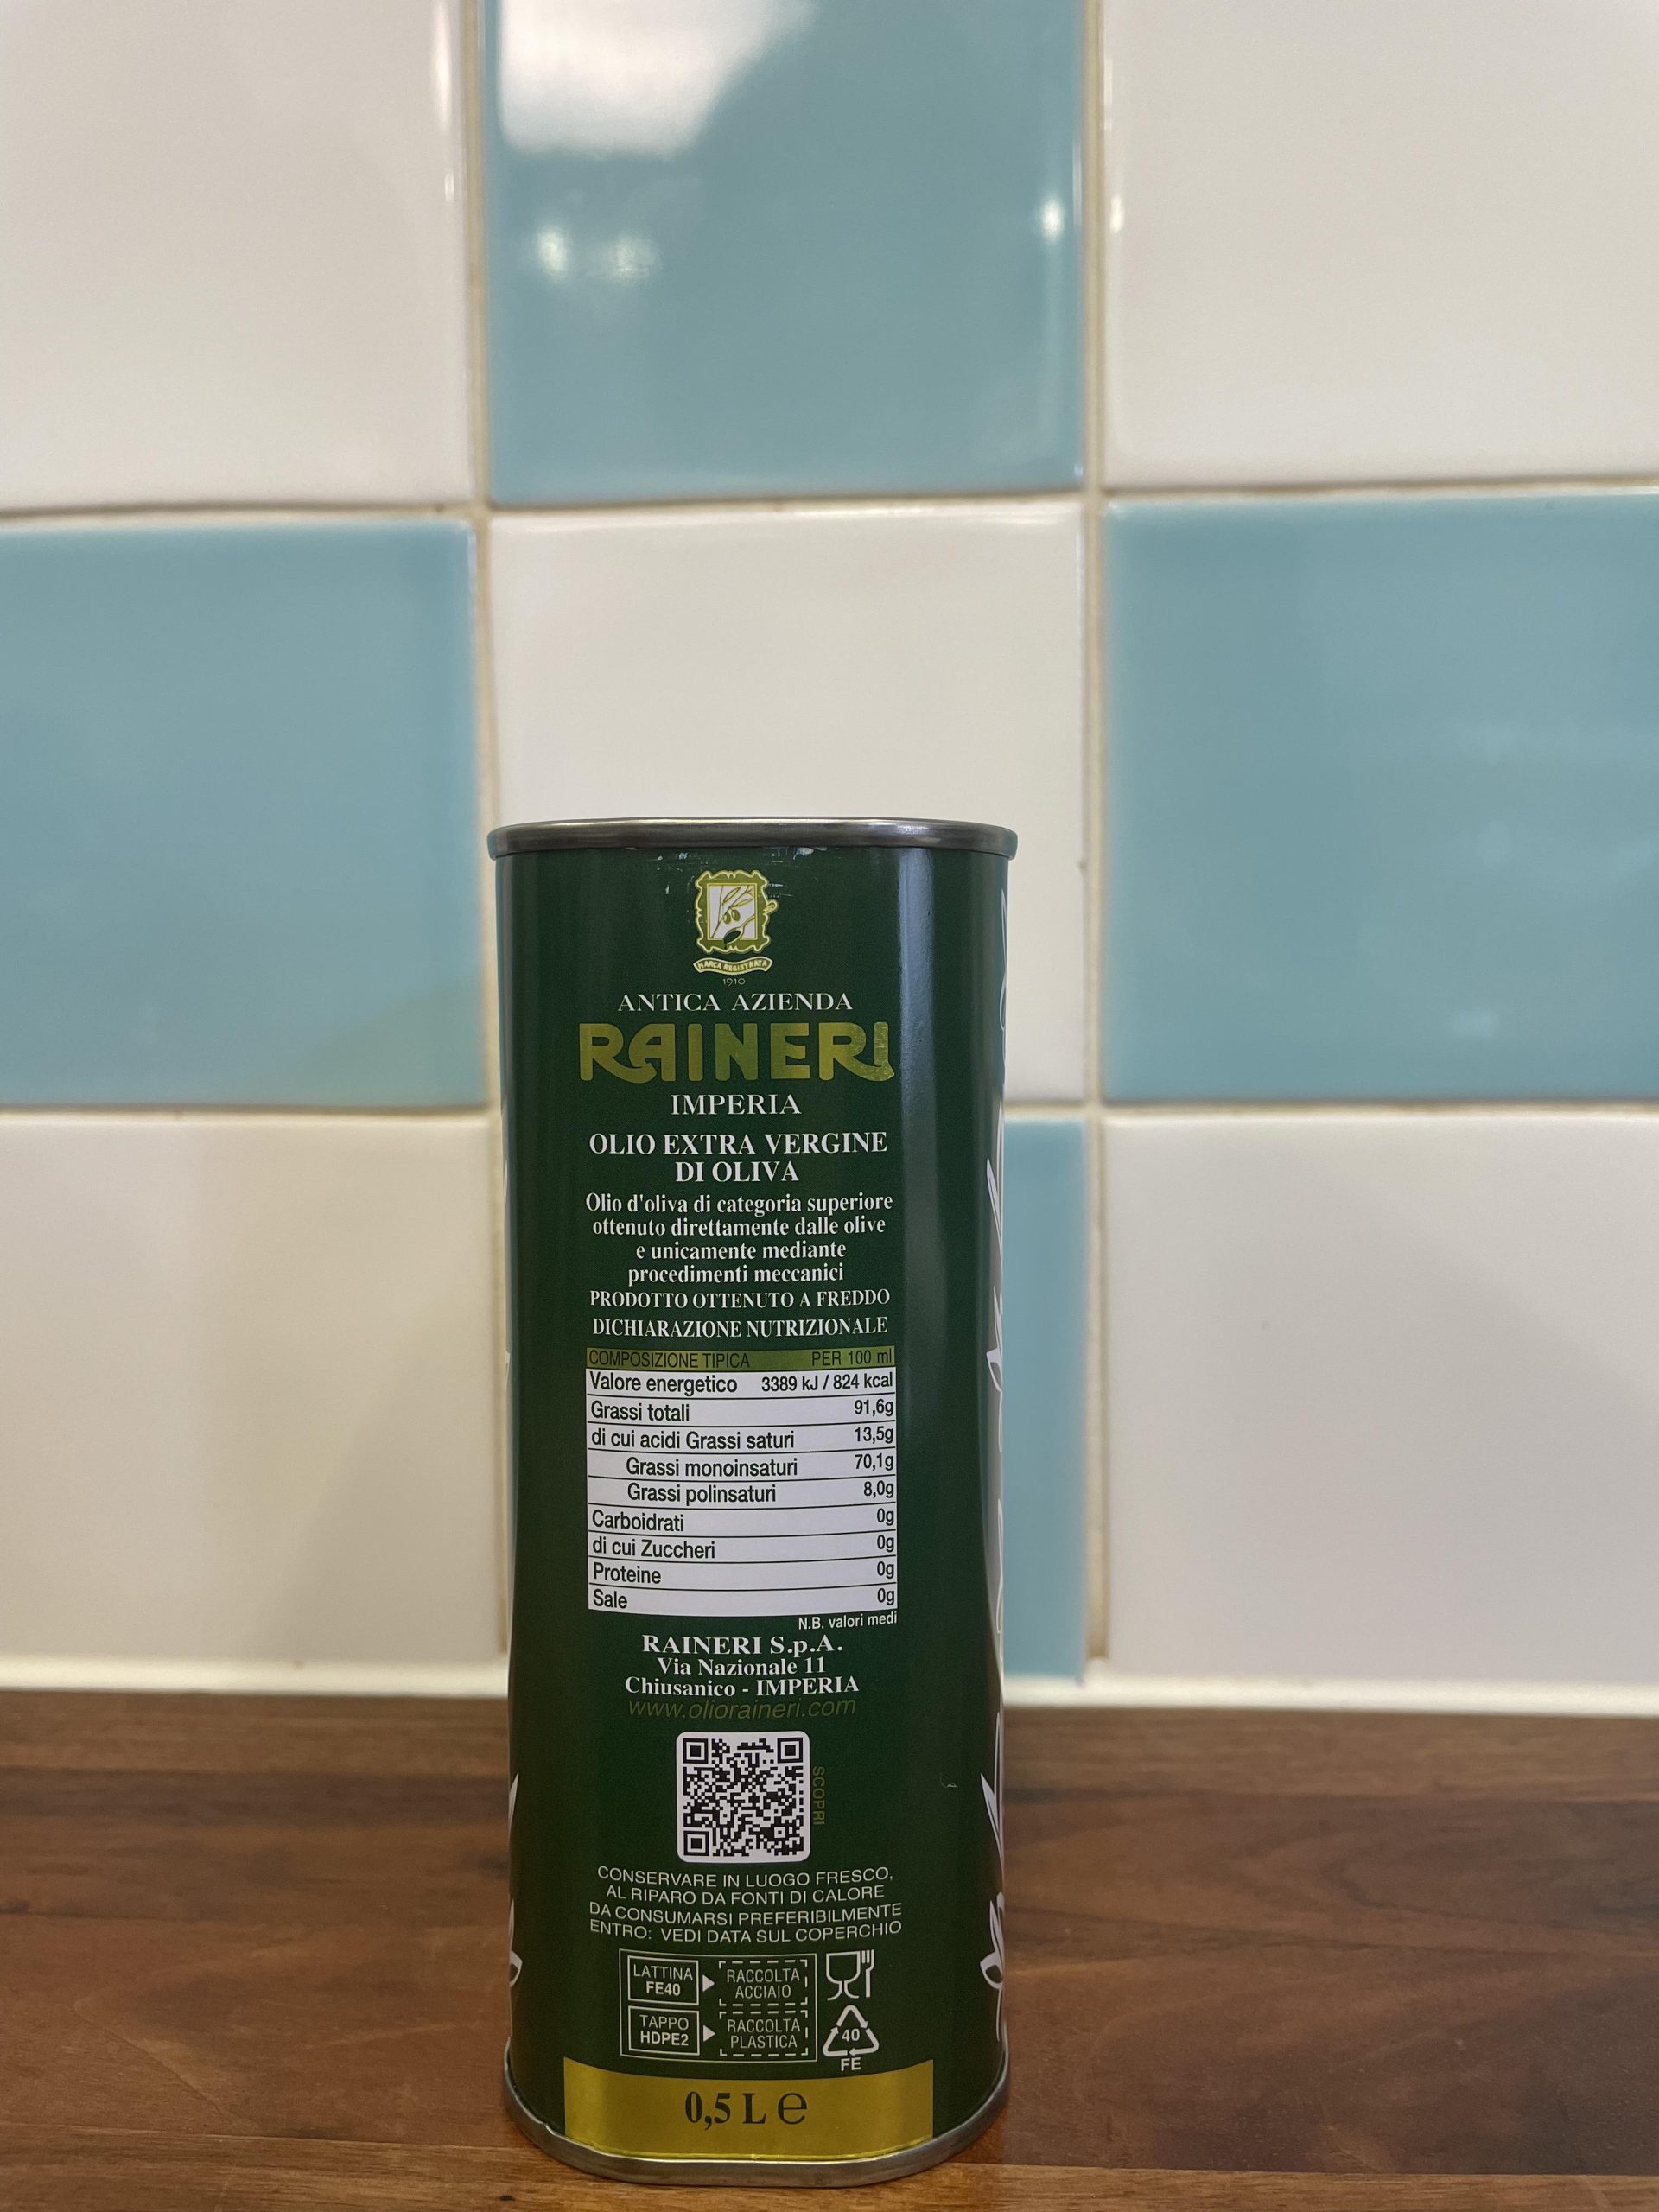 MARCA REGISTRATA
1910
ANTICA AZIENDA
RAINERI
IMPERIA
OLIO EXTRA VERGINE
DI OLIVA
Olio d'oliva di categoria superiore
ottenuto direttamente dalle olive
e unicamente mediante
procedimenti meccanici
PRODOTTO OTTENUTO A FREDDO
DICHIARAZIONE NUTRIZIONALE
COMPOSIZIONE TIPICA PER 100 ml
Valore energetico 3389 kJ / 824 kcal
Grassi totali 91,6g
di cui acidi Grassi saturi 13,5g
Grassi monoinsaturi 70,1g
Grassi polinsaturi 8,0g
Carboidrati 0g
di cui Zuccheri 0g
Proteine 0g
Sale 0g
N.B. valori medi
RAINERI S.p.A.
Via Nazionale 11
Chiusanico - IMPERIA
www.olioraineri.com
SCOPRI
CONSERVARE IN LUOGO FRESCO,
AL RIPARO DA FONTI DI CALORE
DA CONSUMARSI PREFERIBILMENTE
ENTRO: VEDI DATA SUL COPERCHIO
LATTINA RACCOLTA
FE40 ACCIAIO
TAPPO RACCOLTA
HDPE2 PLASTICA
40
FE
0,5 L e